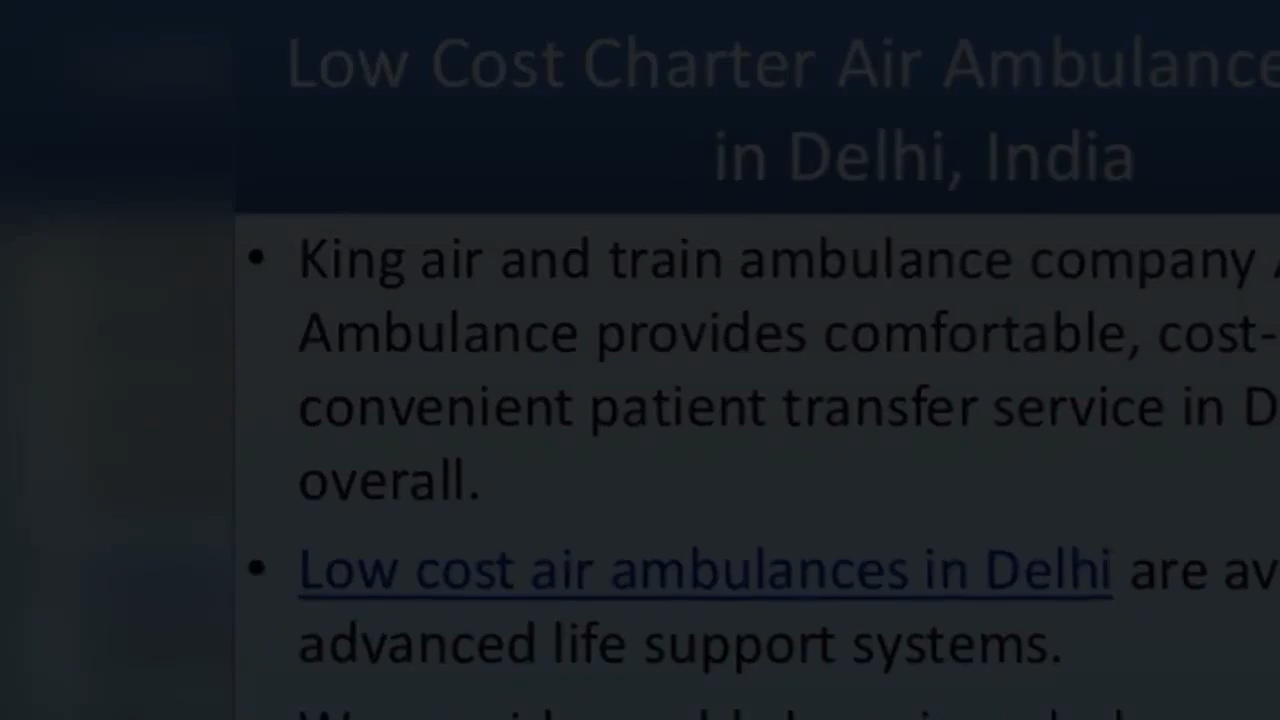 Low Cost Charter Air Ambulance
in Delhi, India
• King air and train ambulance company
Ambulance provides comfortable, cost-
convenient patient transfer service in
overall.
• Low cost air ambulances in Delhi are
advanced life support systems.